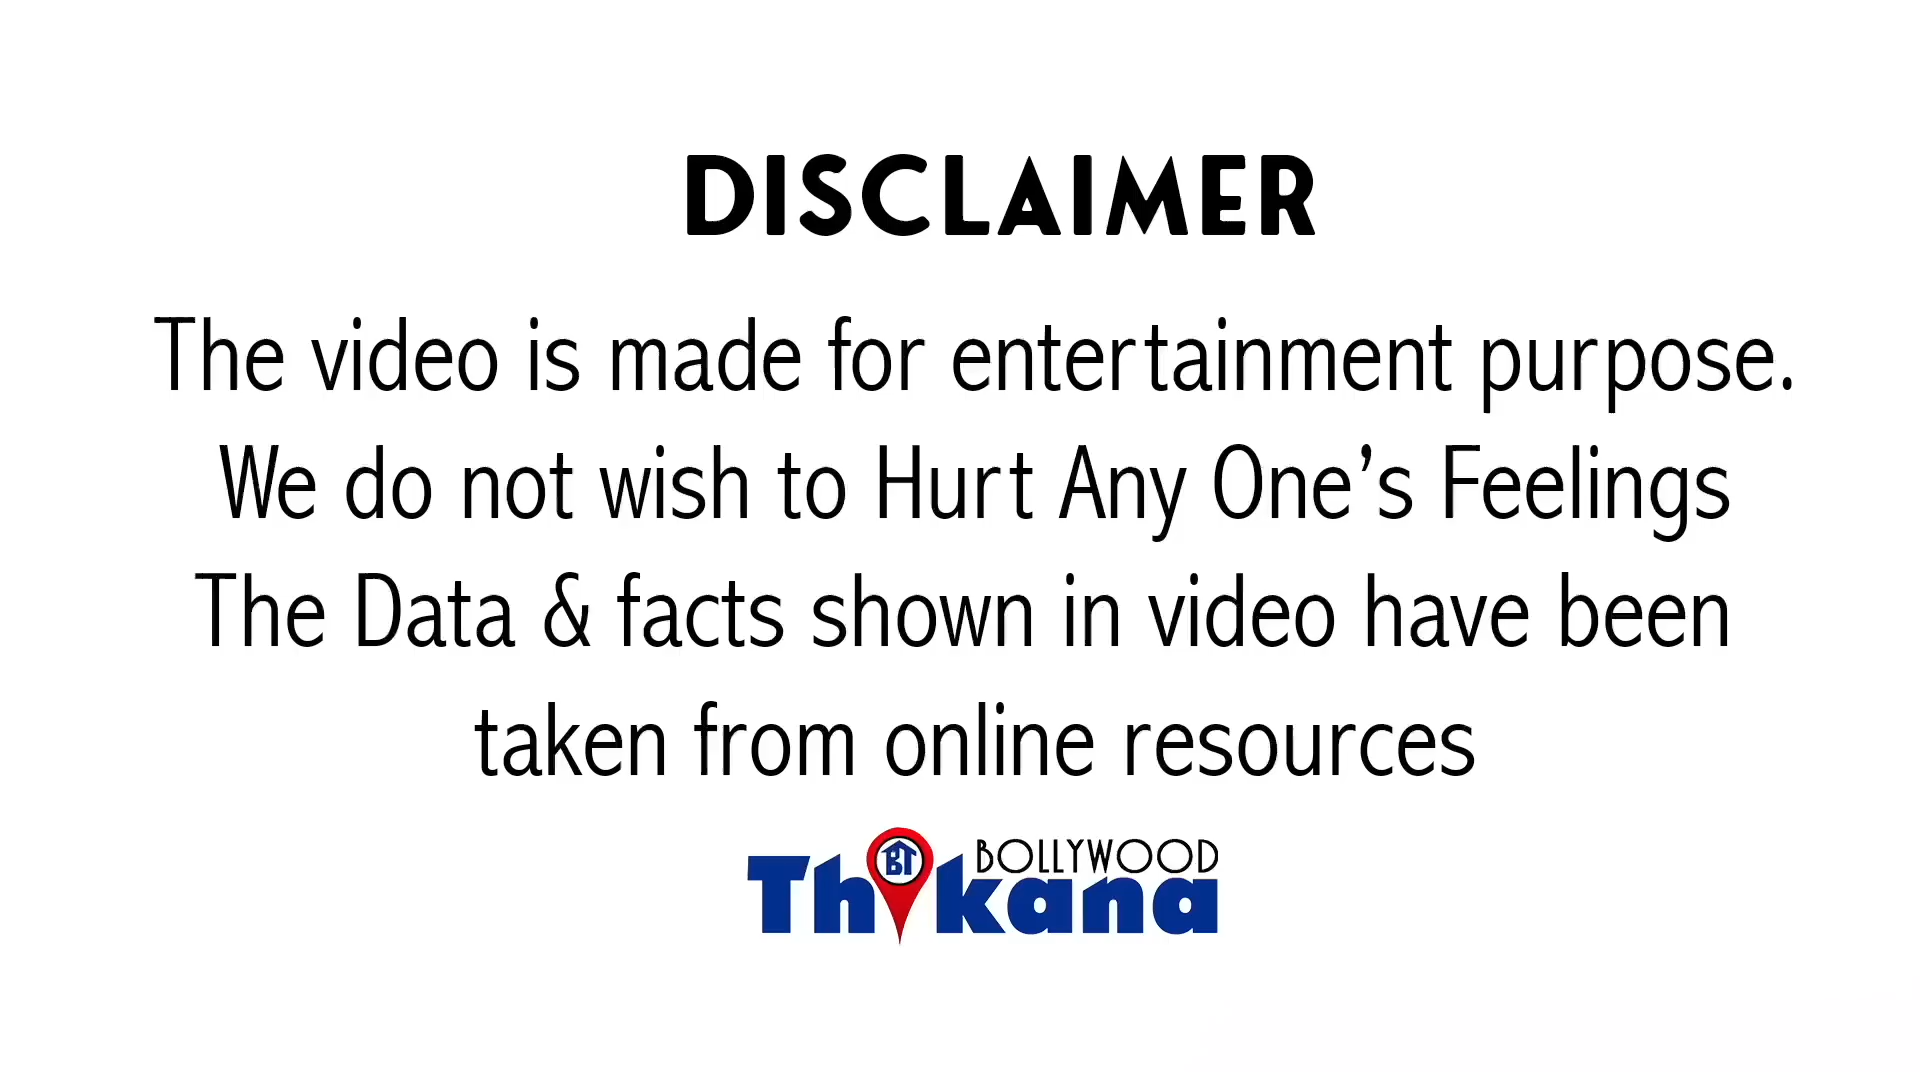 DISCLAIMER
The video is made for entertainment purpose.
We do not wish to Hurt Any One’s Feelings
The Data & facts shown in video have been
taken from online resources
BT
BOLLYWOOD
Thikana